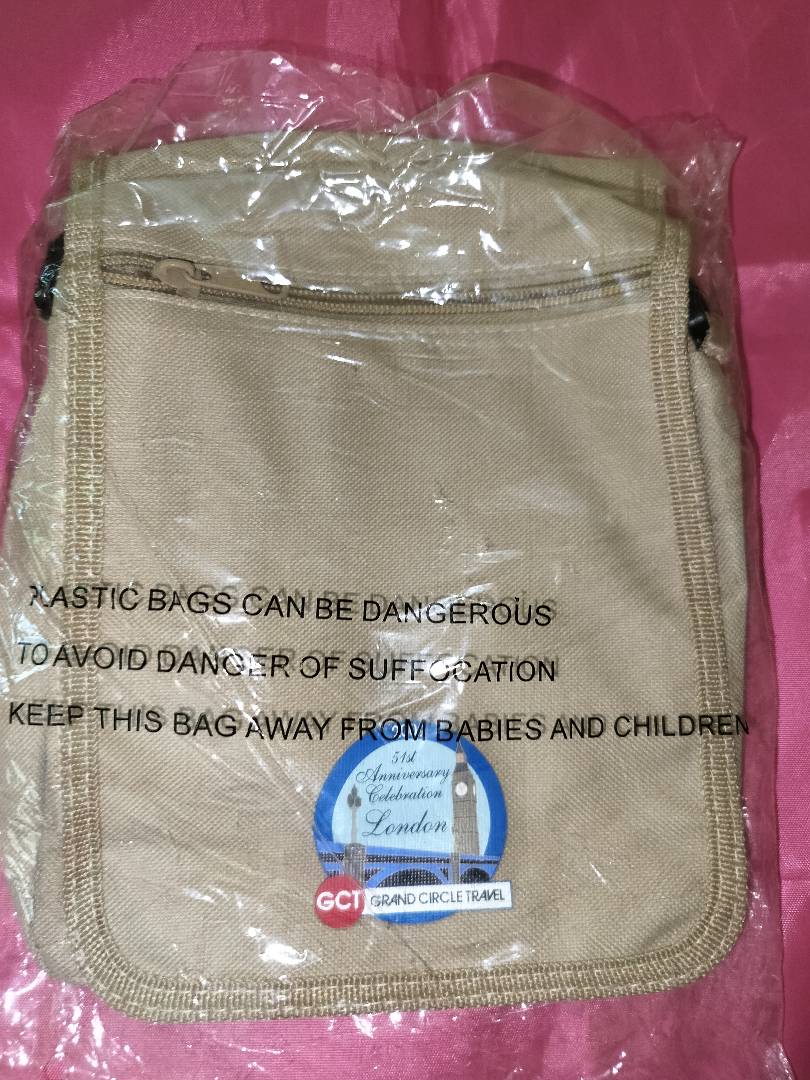 PLASTIC BAGS CAN BE DANGEROUS
TO AVOID DANGER OF SUFFOCATION
KEEP THIS BAG AWAY FROM BABIES AND CHILDREN
51st
Anniversary
Celebration
London
GCT GRAND CIRCLE TRAVEL